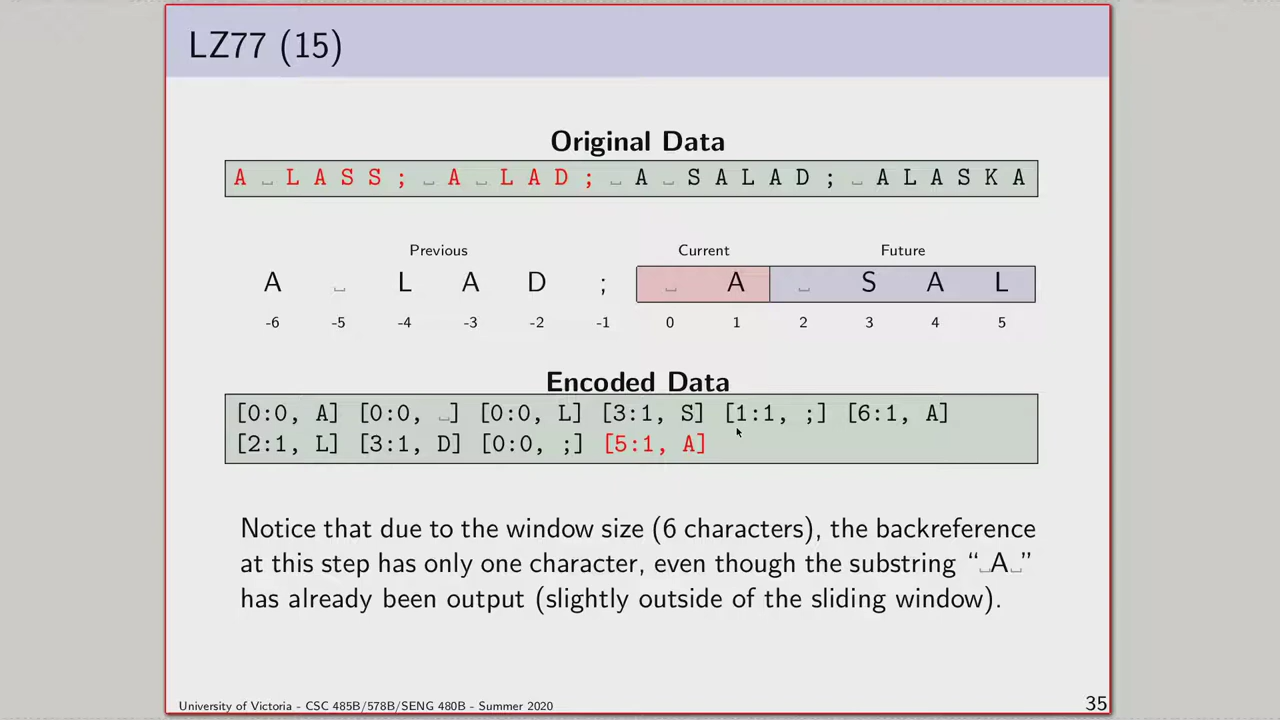 LZ77 (15)
Original Data
A ␣ L A S S ; ␣ A ␣ L A D ; ␣ A ␣ S A L A D ; ␣ A L A S K A
Previous Current Future
A ␣ L A D ; ␣ A ␣ S A L
-6 -5 -4 -3 -2 -1 0 1 2 3 4 5
Encoded Data
[0:0, A] [0:0, ␣] [0:0, L] [3:1, S] [1:1, ;] [6:1, A]
[2:1, L] [3:1, D] [0:0, ;] [5:1, A]
Notice that due to the window size (6 characters), the backreference
at this step has only one character, even though the substring “␣A␣”
has already been output (slightly outside of the sliding window).
University of Victoria - CSC 485B/578B/SENG 480B - Summer 2020
35